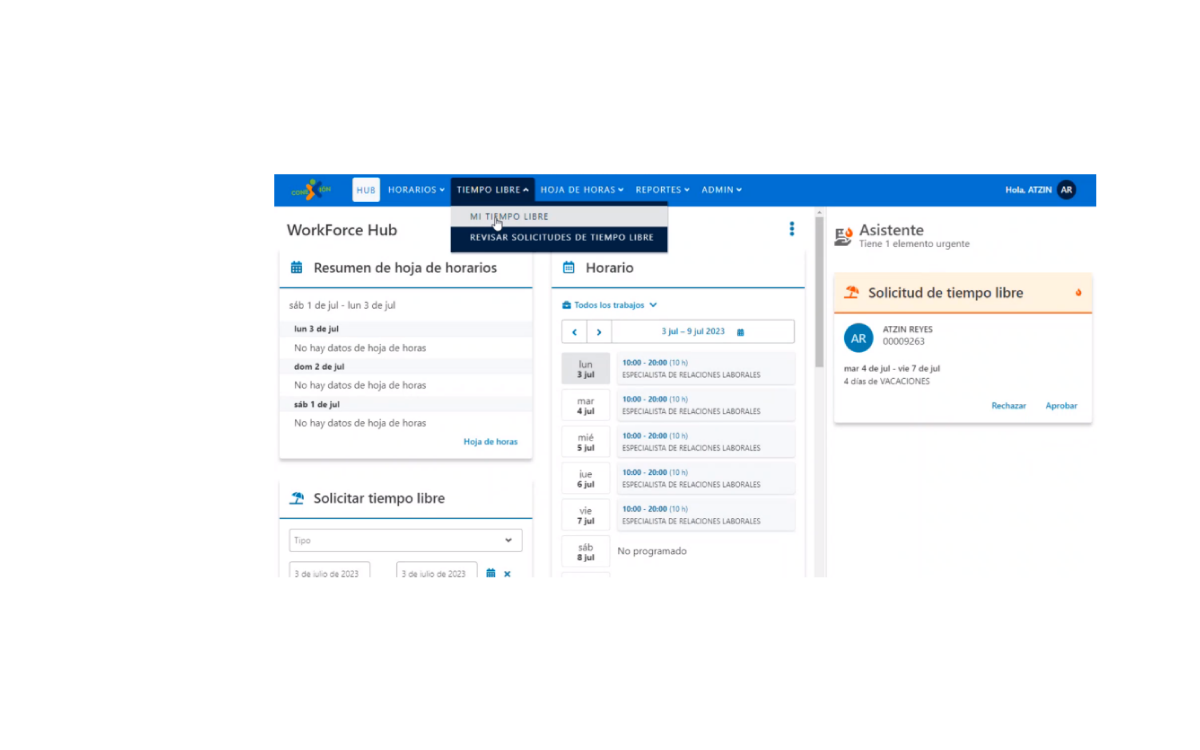 HUB HORARIOS TIEMPO LIBRE HOJA DE HORAS REPORTES ADMIN Hola, ATZIN AR
MI TIEMPO LIBRE
REVISAR SOLICITUDES DE TIEMPO LIBRE
WorkForce Hub
Resumen de hoja de horarios
sáb 1 de jul - lun 3 de jul
lun 3 de jul
No hay datos de hoja de horas
dom 2 de jul
No hay datos de hoja de horas
sáb 1 de jul
No hay datos de hoja de horas
Hoja de horas
Solicitar tiempo libre
Tipo
3 de julio de 2023 3 de julio de 2023
Horario
Todos los trabajos
3 jul – 9 jul 2023
lun
3 jul
10:00 - 20:00 (10 h)
ESPECIALISTA DE RELACIONES LABORALES
mar
4 jul
10:00 - 20:00 (10 h)
ESPECIALISTA DE RELACIONES LABORALES
mié
5 jul
10:00 - 20:00 (10 h)
ESPECIALISTA DE RELACIONES LABORALES
jue
6 jul
10:00 - 20:00 (10 h)
ESPECIALISTA DE RELACIONES LABORALES
vie
7 jul
10:00 - 20:00 (10 h)
ESPECIALISTA DE RELACIONES LABORALES
sáb
8 jul
No programado
Asistente
Tiene 1 elemento urgente
Solicitud de tiempo libre
AR
ATZIN REYES
00009263
mar 4 de jul - vie 7 de jul
4 días de VACACIONES
Rechazar Aprobar